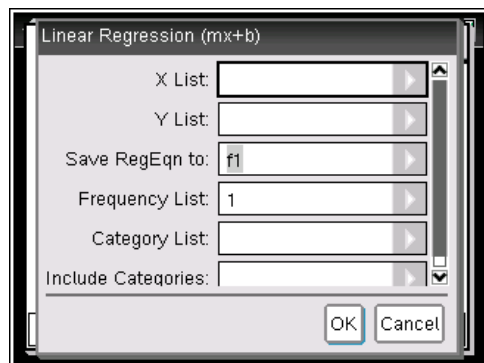 Linear Regression (mx+b)
X List:
Y List:
Save RegEqn to: f1
Frequency List: 1
Category List:
Include Categories:
OK Cancel